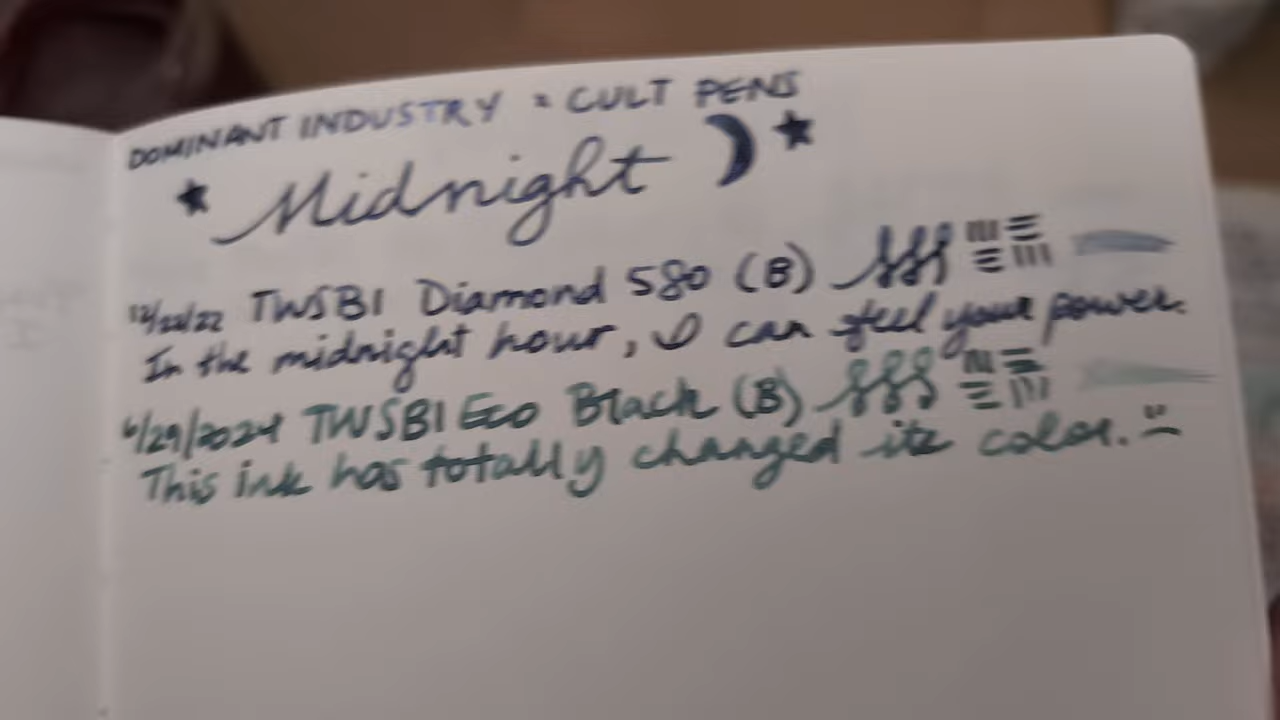 DOMINANT INDUSTRY = CULT PENS
Midnight
12/22/22 TWSBI Diamond 580 (B)
In the midnight hour, I can feel your power.
6/29/2024 TWSBI Eco Black (B)
This ink has totally changed its color.